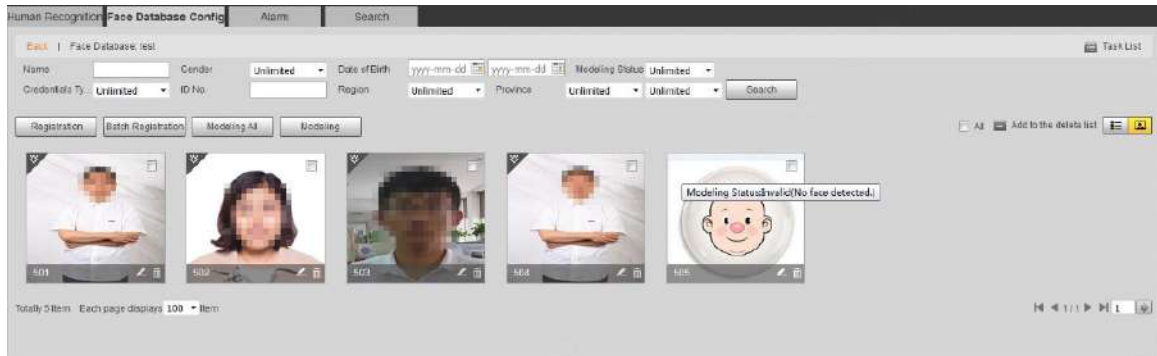 Human Recognition Face Database Config Alarm Search
Back | Face Database: test Task List
Name Gender Unlimited Date of Birth yyyy-mm-dd yyyy-mm-dd Modeling Status Unlimited
Credentials Ty... Unlimited ID No. Region Unlimited Province Unlimited Unlimited Search
Registration Batch Registration Modeling All Modeling All Add to the delete list
Modeling Status:Invalid(No face detected.)
501 502 503 504 505
Totally 5 Item Each page displays 100 Item 1/1 1